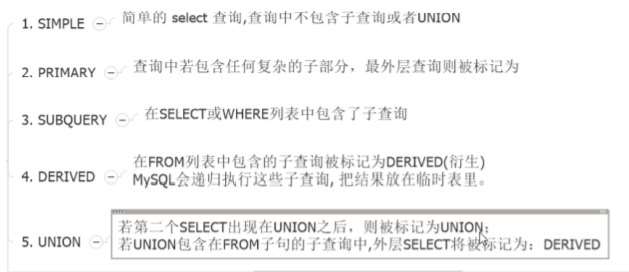 1. SIMPLE 简单的 select 查询,查询中不包含子查询或者UNION
2. PRIMARY 查询中若包含任何复杂的子部分，最外层查询则被标记为
3. SUBQUERY 在SELECT或WHERE列表中包含了子查询
4. DERIVED 在FROM列表中包含的子查询被标记为DERIVED(衍生)
MySQL会递归执行这些子查询, 把结果放在临时表里。
5. UNION 若第二个SELECT出现在UNION之后，则被标记为UNION；
若UNION包含在FROM子句的子查询中,外层SELECT将被标记为：DERIVED